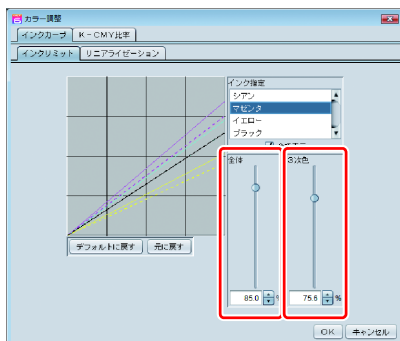 カラー調整
インクカーブ K-CMY比率
インクリミット リニアライゼーション
インク指定
シアン
マゼンタ
イエロー
ブラック
全体 3次色
デフォルトに戻す 元に戻す
85.0 % 75.6 %
OK キャンセル